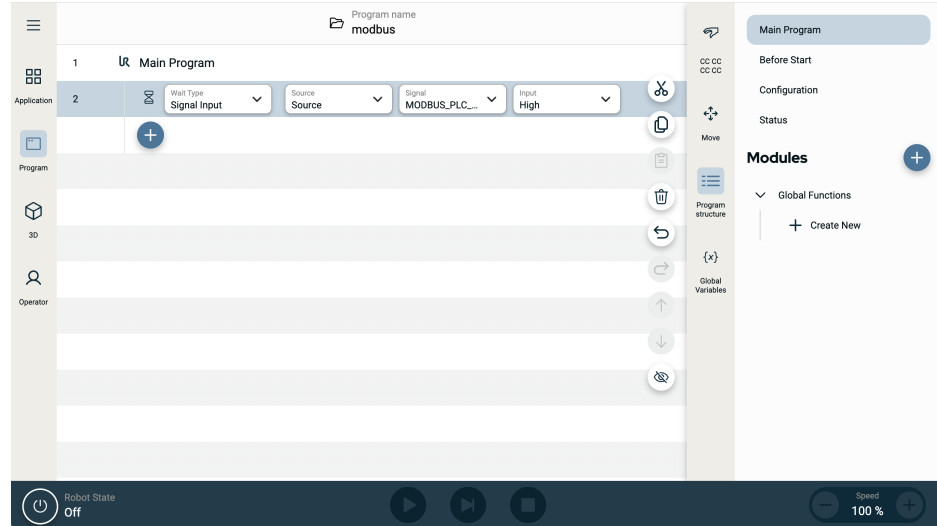 Program name
modbus
Application
Program
3D
Operator
1 Main Program
2
Wait Type
Signal Input
Source
Source
Signal
MODBUS_PLC_...
Input
High
CC CC
CC CC
Move
Program
structure
{x}
Global
Variables
Main Program
Before Start
Configuration
Status
Modules
Global Functions
Create New
Robot State
Off
Speed
100 %